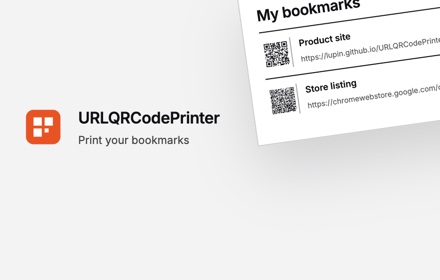 My bookmarks
Product site
https://lupin.github.io/URLQRCodePrinte
Store listing
https://chromewebstore.google.com/
URLQRCodePrinter
Print your bookmarks